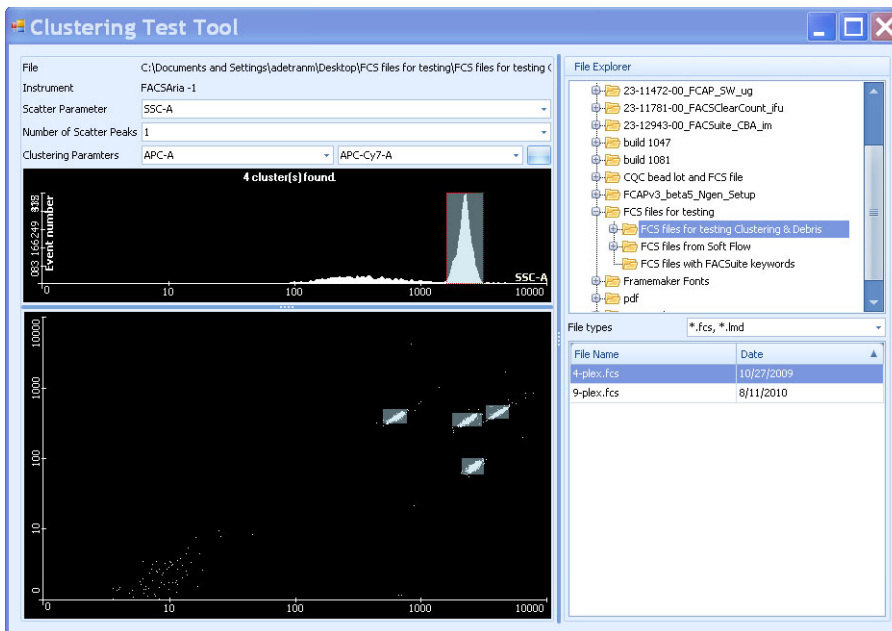 Clustering Test Tool
File C:\Documents and Settings\adetranm\Desktop\FCS files for testing\FCS files for testing C
Instrument FACSAria -1
Scatter Parameter SSC-A
Number of Scatter Peaks 1
Clustering Paramters APC-A APC-Cy7-A
4 cluster(s) found.
Event number
083 166 249
SSC-A
0 10 100 1000 10000
10000
1000
100
10
0
0 10 100 1000 10000
File Explorer
23-11472-00_FCAP_SW_ug
23-11781-00_FACSClearCount_ifu
23-12943-00_FACSuite_CBA_im
build 1047
build 1081
CQC bead lot and FCS file
FCAPv3_beta5_Ngen_Setup
FCS files for testing
FCS files for testing Clustering & Debris
FCS files from Soft Flow
FCS files with FACSuite keywords
Framemaker Fonts
pdf
File types *.fcs, *.lmd
File Name Date
4-plex.fcs 10/27/2009
9-plex.fcs 8/11/2010